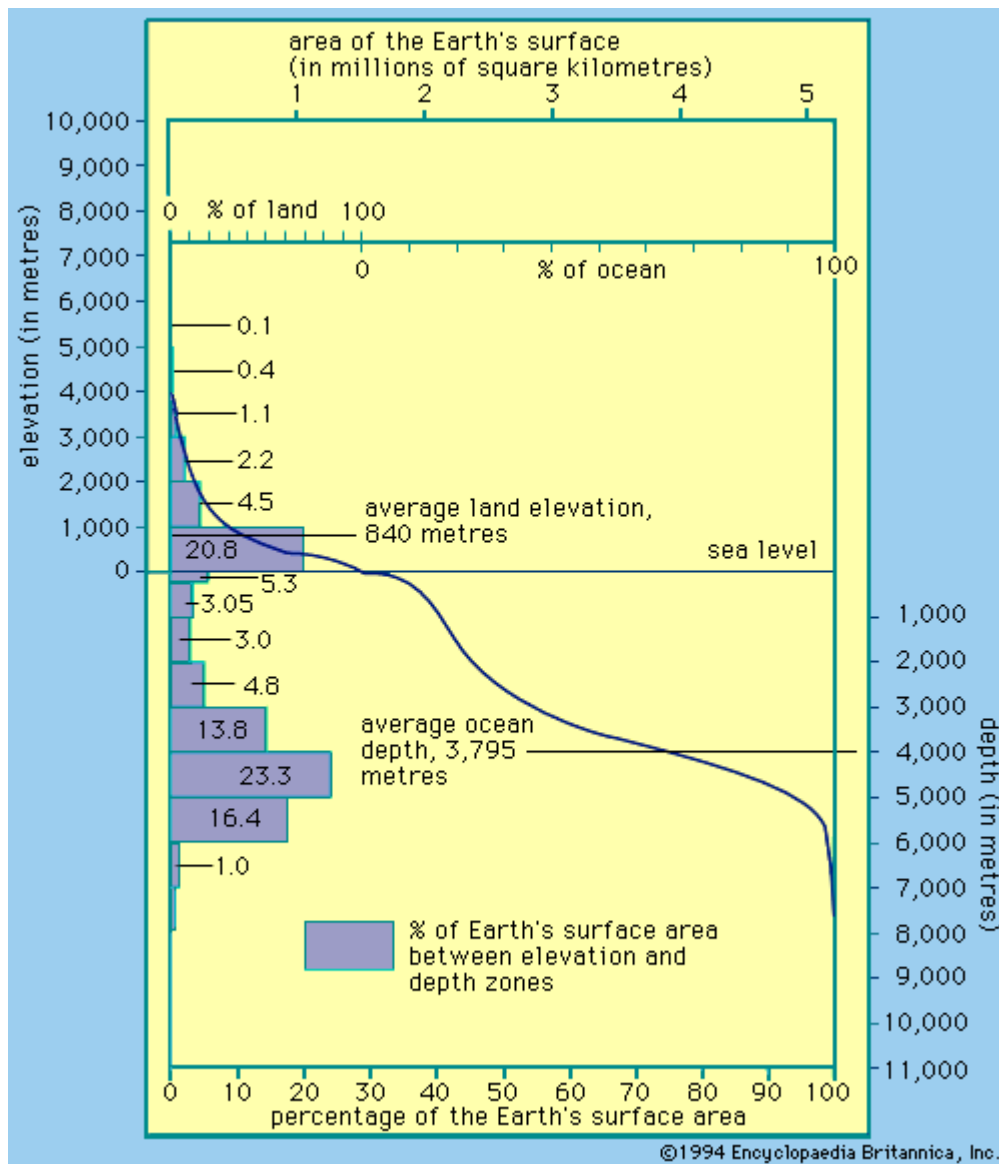 area of the Earth's surface
(in millions of square kilometres)
1 2 3 4 5
10,000
9,000
8,000
7,000
6,000
5,000
4,000
3,000
2,000
1,000
0
elevation (in metres)
0 % of land 100
0 % of ocean 100
0.1
0.4
1.1
2.2
4.5
20.8
average land elevation,
840 metres
sea level
5.3
3.05
3.0
4.8
13.8
23.3
16.4
1.0
average ocean
depth, 3,795
metres
1,000
2,000
3,000
4,000
5,000
6,000
7,000
8,000
9,000
10,000
11,000
depth (in metres)
% of Earth's surface area
between elevation and
depth zones
0 10 20 30 40 50 60 70 80 90 100
percentage of the Earth's surface area
©1994 Encyclopaedia Britannica, Inc.